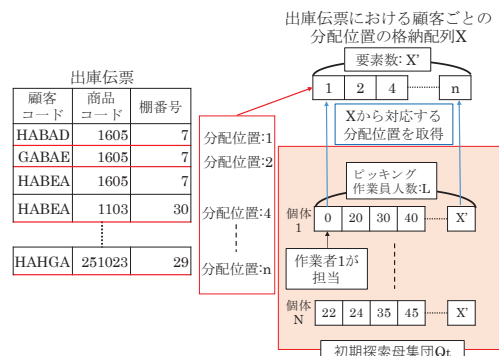 出庫伝票における顧客ごとの
分配位置の格納配列X
要素数: X’
1 2 4 n
出庫伝票
顧客コード 商品コード 棚番号
HABAD 1605 7
GABAE 1605 7
HABEA 1605 7
HABEA 1103 30
HAHGA 251023 29
分配位置:1
分配位置:2
分配位置:4
分配位置:n
Xから対応する
分配位置を取得
ピッキング
作業員人数:L
個体
1
0 20 30 40 X’
作業者1が
担当
個体
N
22 24 35 45 X’
初期探索母集団Qt